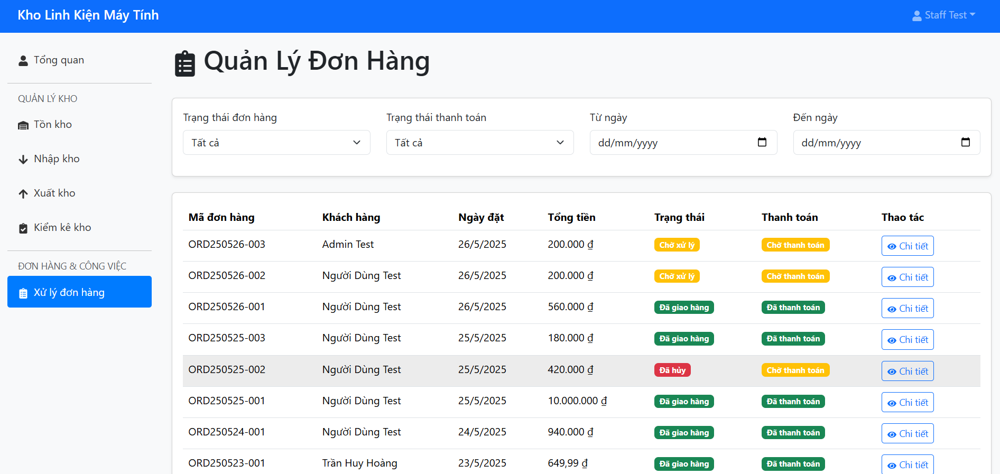 Kho Linh Kiện Máy Tính
Staff Test
Tổng quan
QUẢN LÝ KHO
Tồn kho
Nhập kho
Xuất kho
Kiểm kê kho
ĐƠN HÀNG & CÔNG VIỆC
Xử lý đơn hàng
Quản Lý Đơn Hàng
Trạng thái đơn hàng Trạng thái thanh toán Từ ngày Đến ngày
Tất cả Tất cả dd/mm/yyyy dd/mm/yyyy
Mã đơn hàng Khách hàng Ngày đặt Tổng tiền Trạng thái Thanh toán Thao tác
ORD250526-003 Admin Test 26/5/2025 200.000 ₫ Chờ xử lý Chờ thanh toán Chi tiết
ORD250526-002 Người Dùng Test 26/5/2025 200.000 ₫ Chờ xử lý Chờ thanh toán Chi tiết
ORD250526-001 Người Dùng Test 26/5/2025 560.000 ₫ Đã giao hàng Đã thanh toán Chi tiết
ORD250525-003 Người Dùng Test 25/5/2025 180.000 ₫ Đã giao hàng Đã thanh toán Chi tiết
ORD250525-002 Người Dùng Test 25/5/2025 420.000 ₫ Đã hủy Chờ thanh toán Chi tiết
ORD250525-001 Người Dùng Test 25/5/2025 10.000.000 ₫ Đã giao hàng Đã thanh toán Chi tiết
ORD250524-001 Người Dùng Test 24/5/2025 940.000 ₫ Đã giao hàng Đã thanh toán Chi tiết
ORD250523-001 Trần Huy Hoàng 23/5/2025 649,99 ₫ Đã giao hàng Đã thanh toán Chi tiết